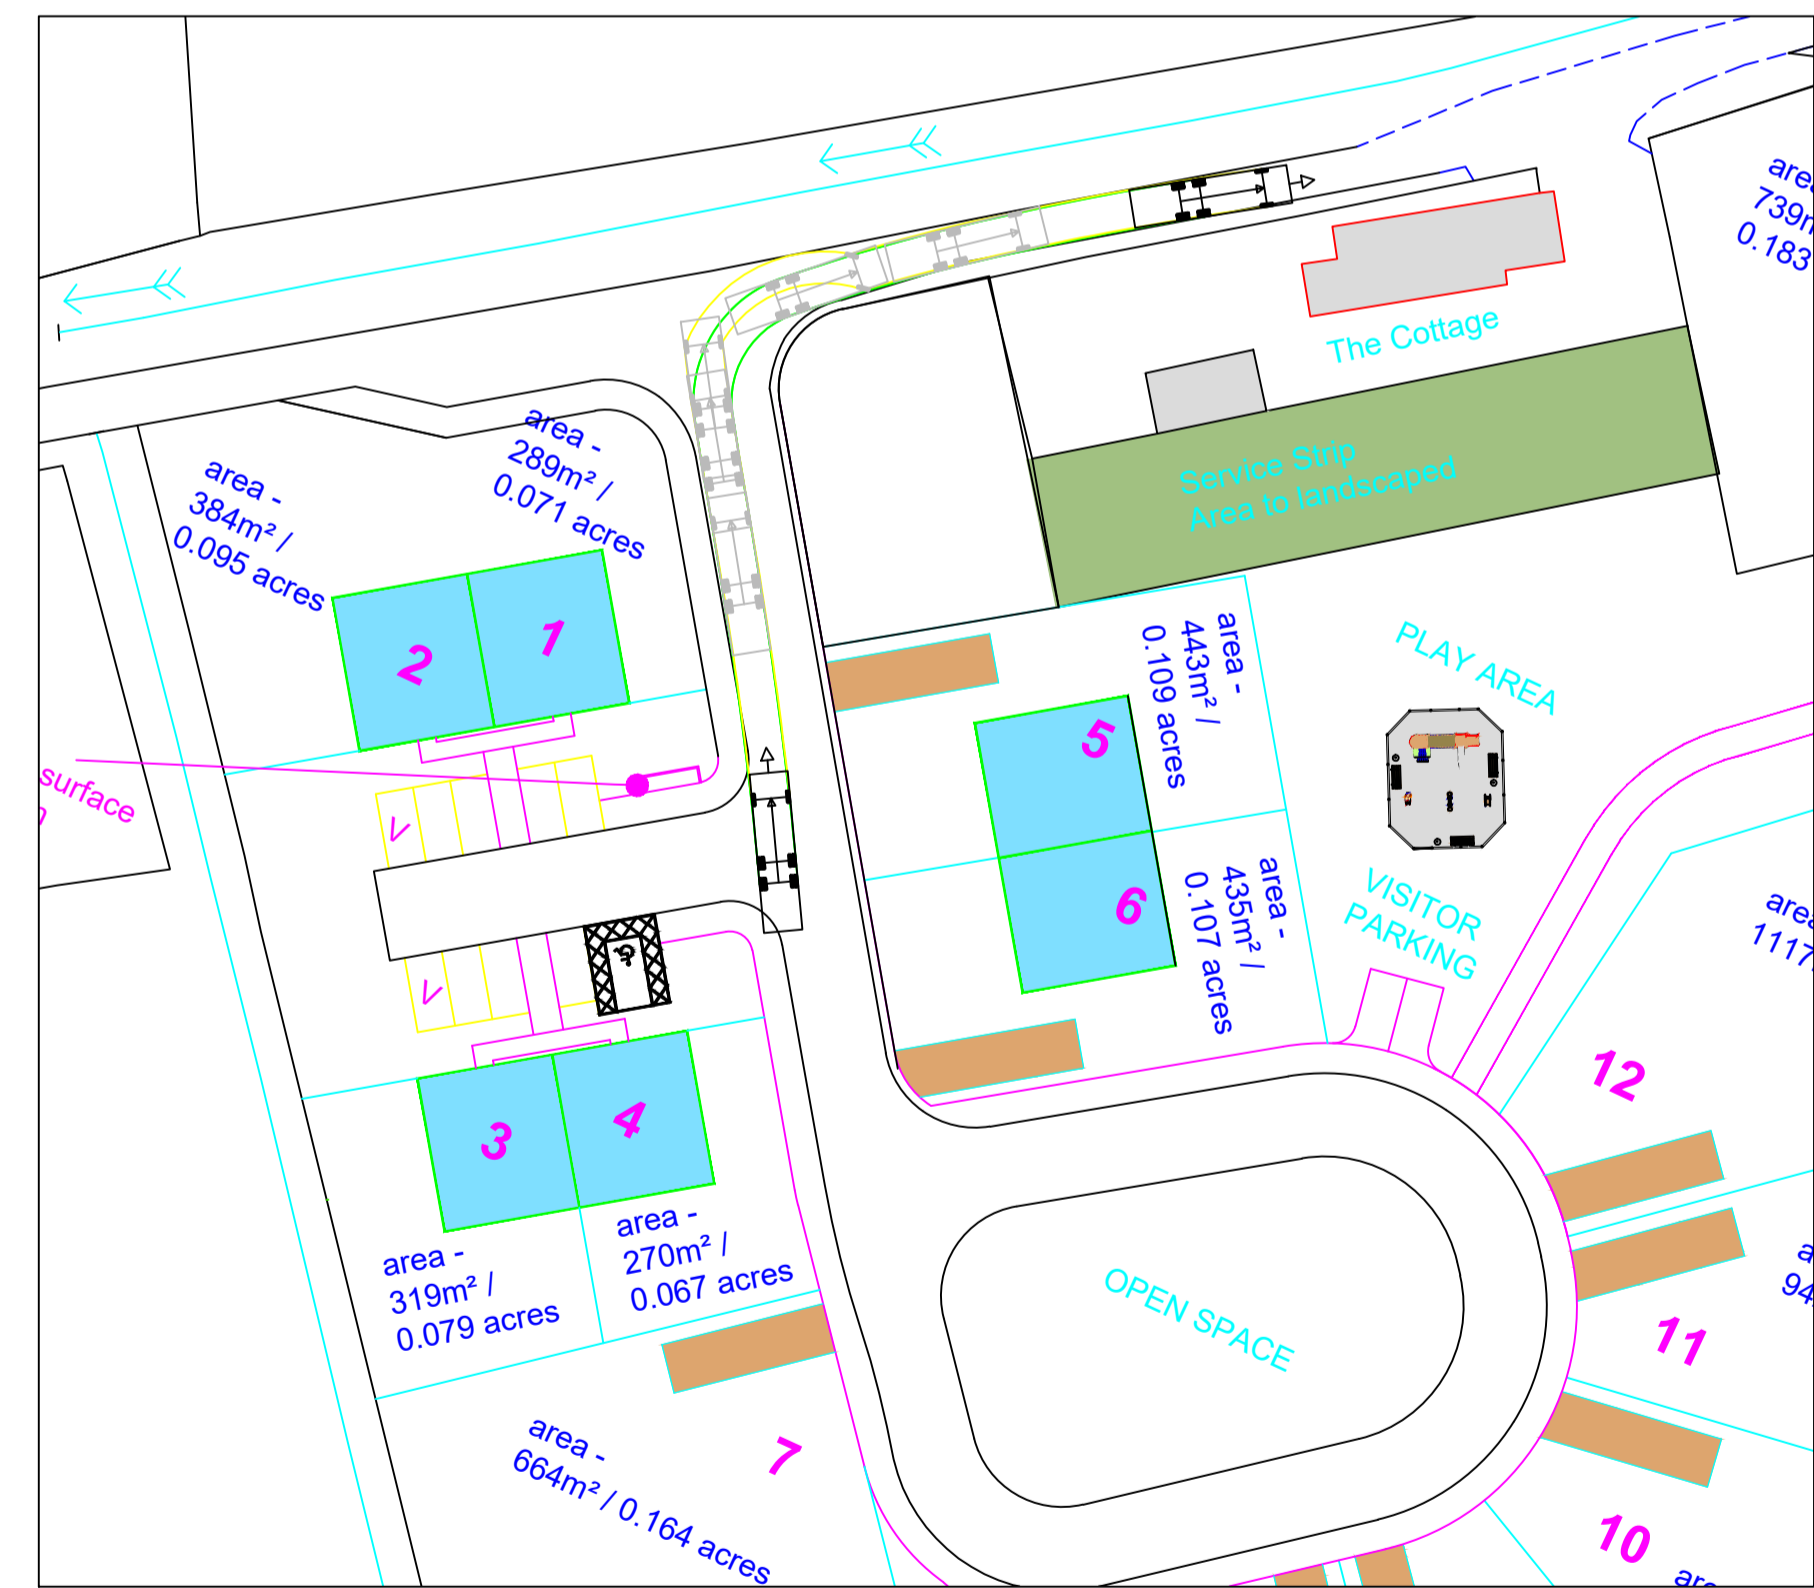 area -
739m
0.183
The Cottage
Service Strip
Area to landscaped
area -
384m² /
0.095 acres
area -
289m² /
0.071 acres
2
1
area -
443m² /
0.109 acres
5
PLAY AREA
surface
V
6
area -
435m² /
0.107 acres
VISITOR
PARKING
area
1117
V
12
3
4
area -
319m² /
0.079 acres
area -
270m² /
0.067 acres
OPEN SPACE
94
11
7
area -
664m² / 0.164 acres
10